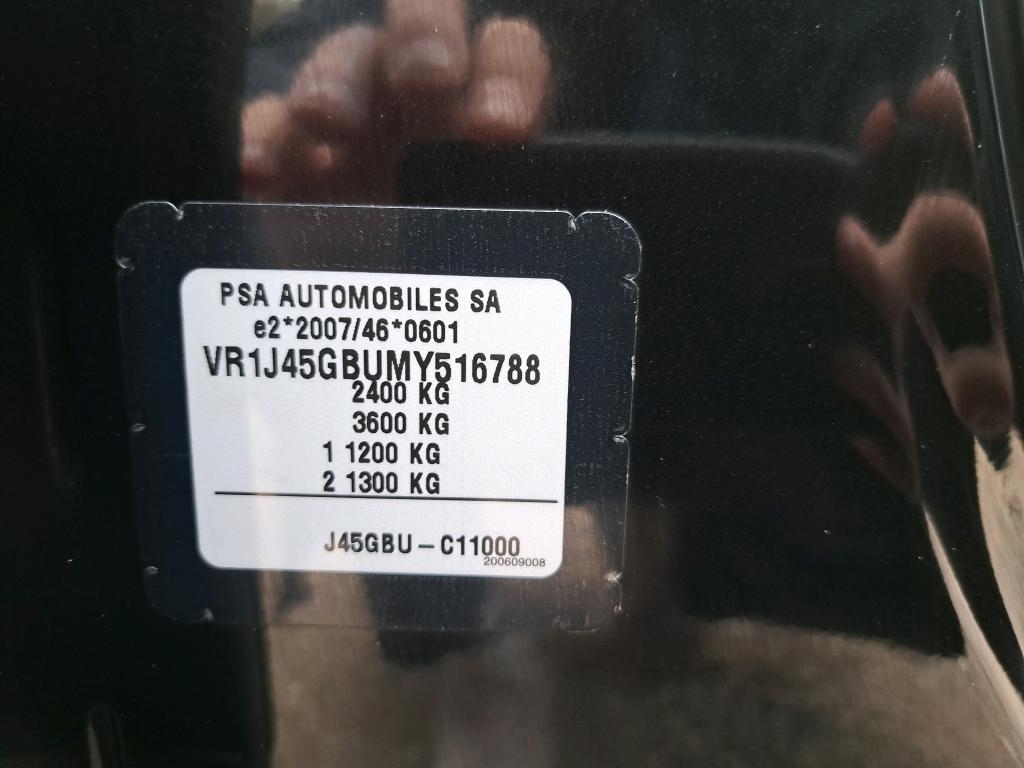 PSA AUTOMOBILES SA
e2*2007/46*0601
VR1J45GBUMY516788
2400 KG
3600 KG
1 1200 KG
2 1300 KG
J45GBU – C11000
200609008